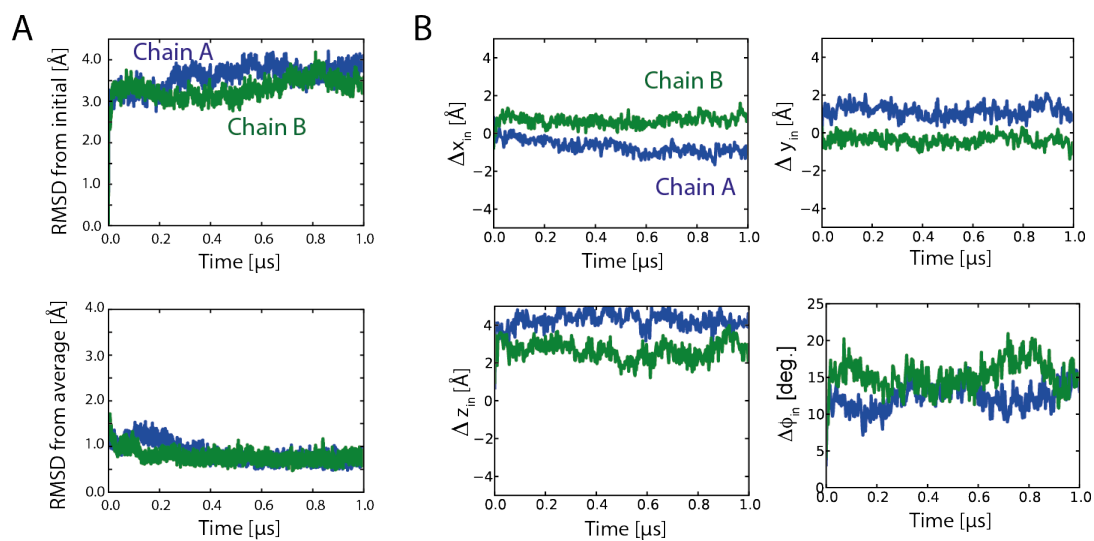 A
B
RMSD from initial [Å]
4.0
3.0
2.0
1.0
0.0
Chain A
Chain B
0.0 0.2 0.4 0.6 0.8 1.0
Time [μs]
Δx in [Å]
4
2
0
−2
−4
Chain B
Chain A
0.0 0.2 0.4 0.6 0.8 1.0
Time [μs]
Δ y in [Å]
4
2
0
−2
−4
0.0 0.2 0.4 0.6 0.8 1.0
Time [μs]
RMSD from average [Å]
4.0
3.0
2.0
1.0
0.0
0.0 0.2 0.4 0.6 0.8 1.0
Time [μs]
Δ z in [Å]
4
2
0
−2
−4
0.0 0.2 0.4 0.6 0.8 1.0
Time [μs]
Δϕ in [deg.]
25
20
15
10
5
0
0.0 0.2 0.4 0.6 0.8 1.0
Time [μs]